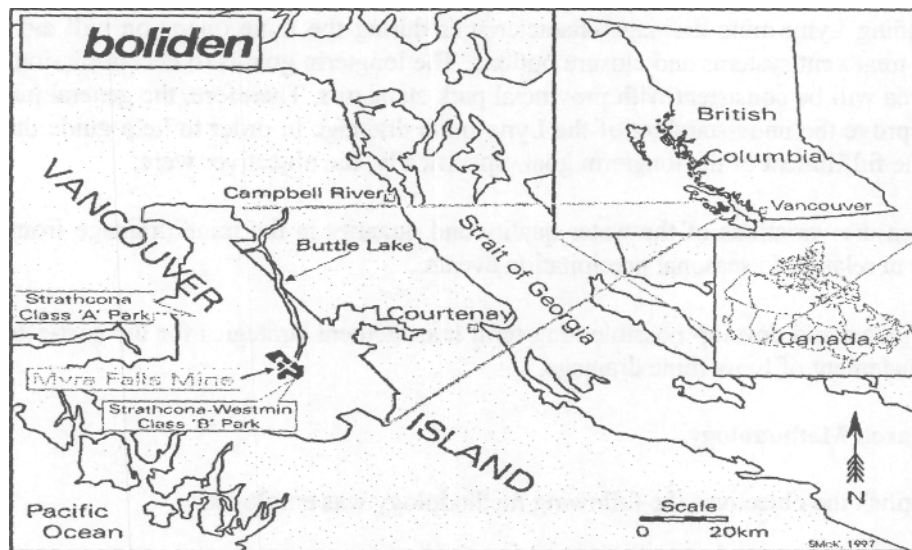 boliden
British
Columbia
Vancouver
Canada
VANCOUVER
ISLAND
Campbell River
Buttle Lake
Strait of Georgia
Strathcona
Class 'A' Park
Courtenay
Myra Falls Mine
Strathcona-Westmin
Class 'B' Park
Pacific
Ocean
N
Scale
0 20km
SMcK, 1997